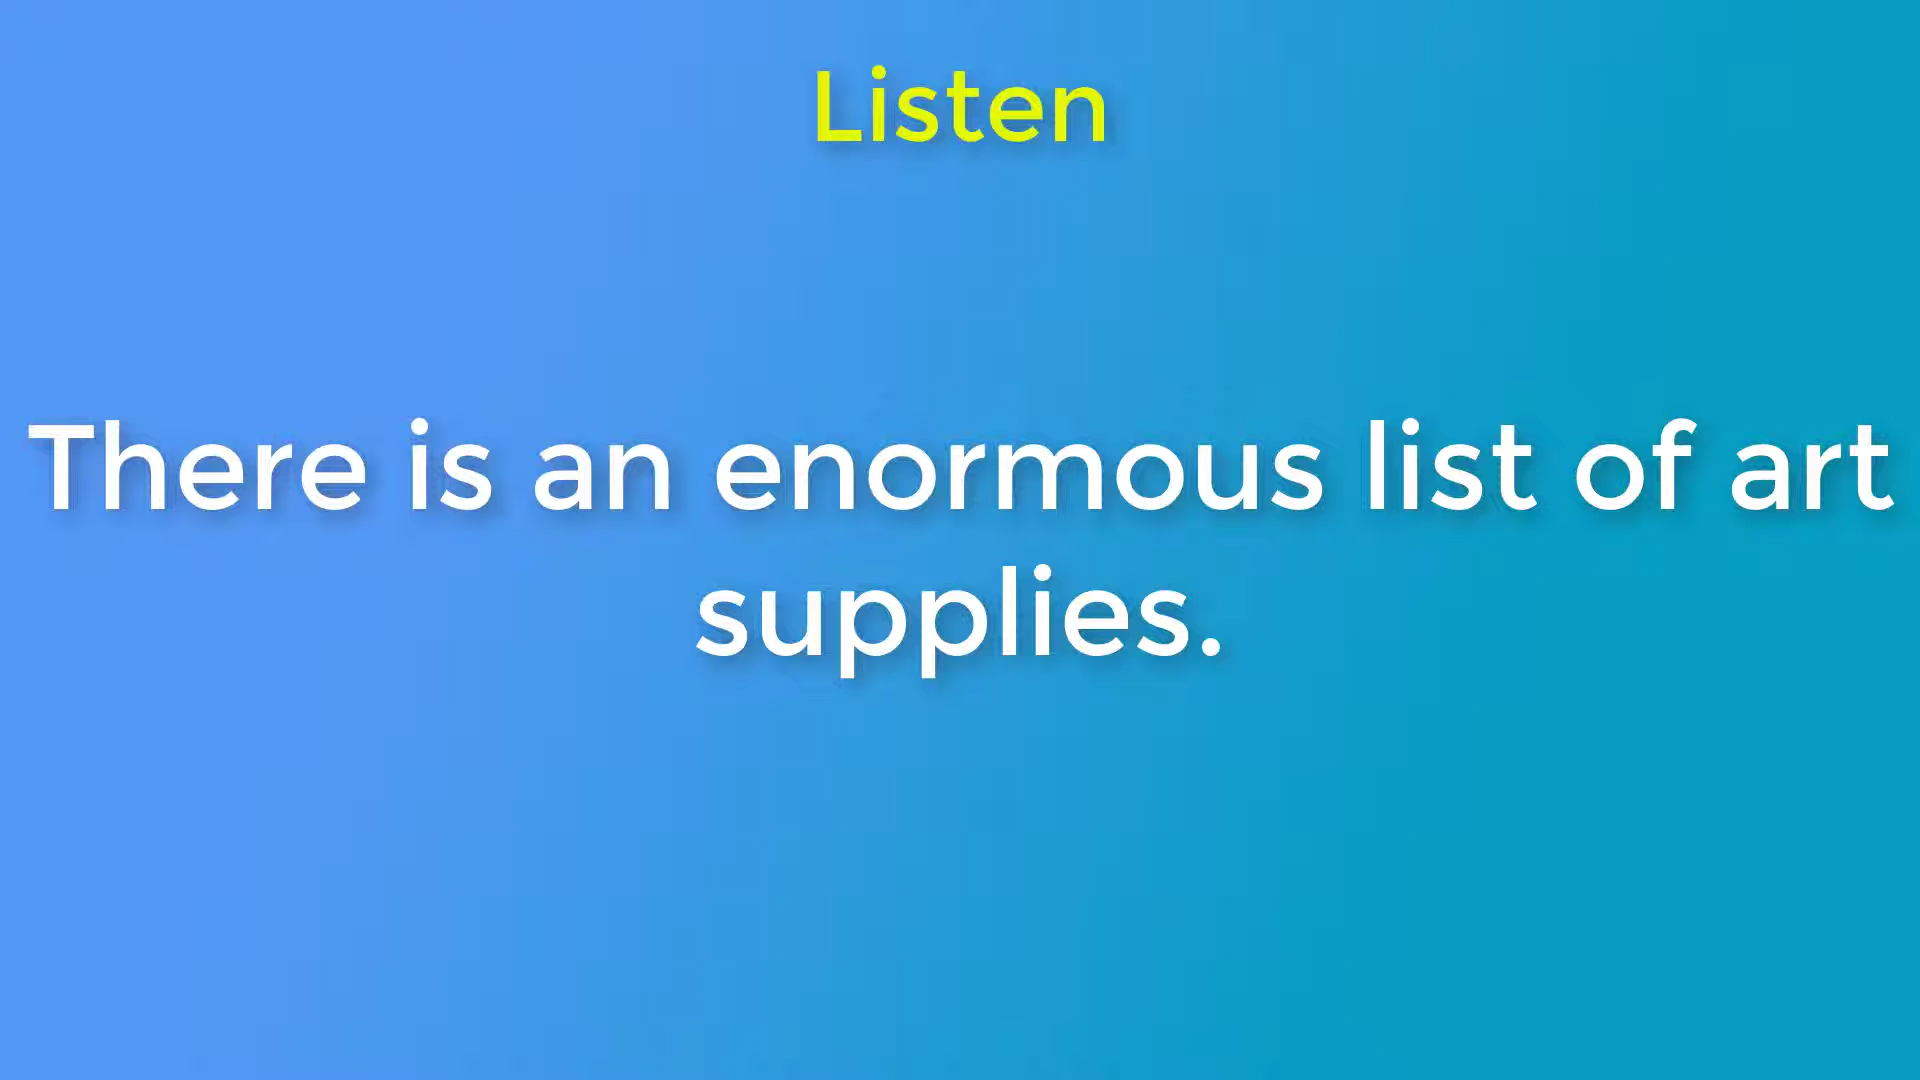 Listen
There is an enormous list of art
supplies.